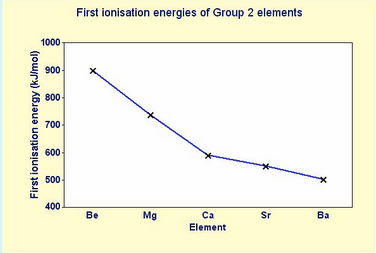 First ionisation energies of Group 2 elements
First ionisation energy (kJ/mol)
1000
900
800
700
600
500
400
Be Mg Ca Sr Ba
Element